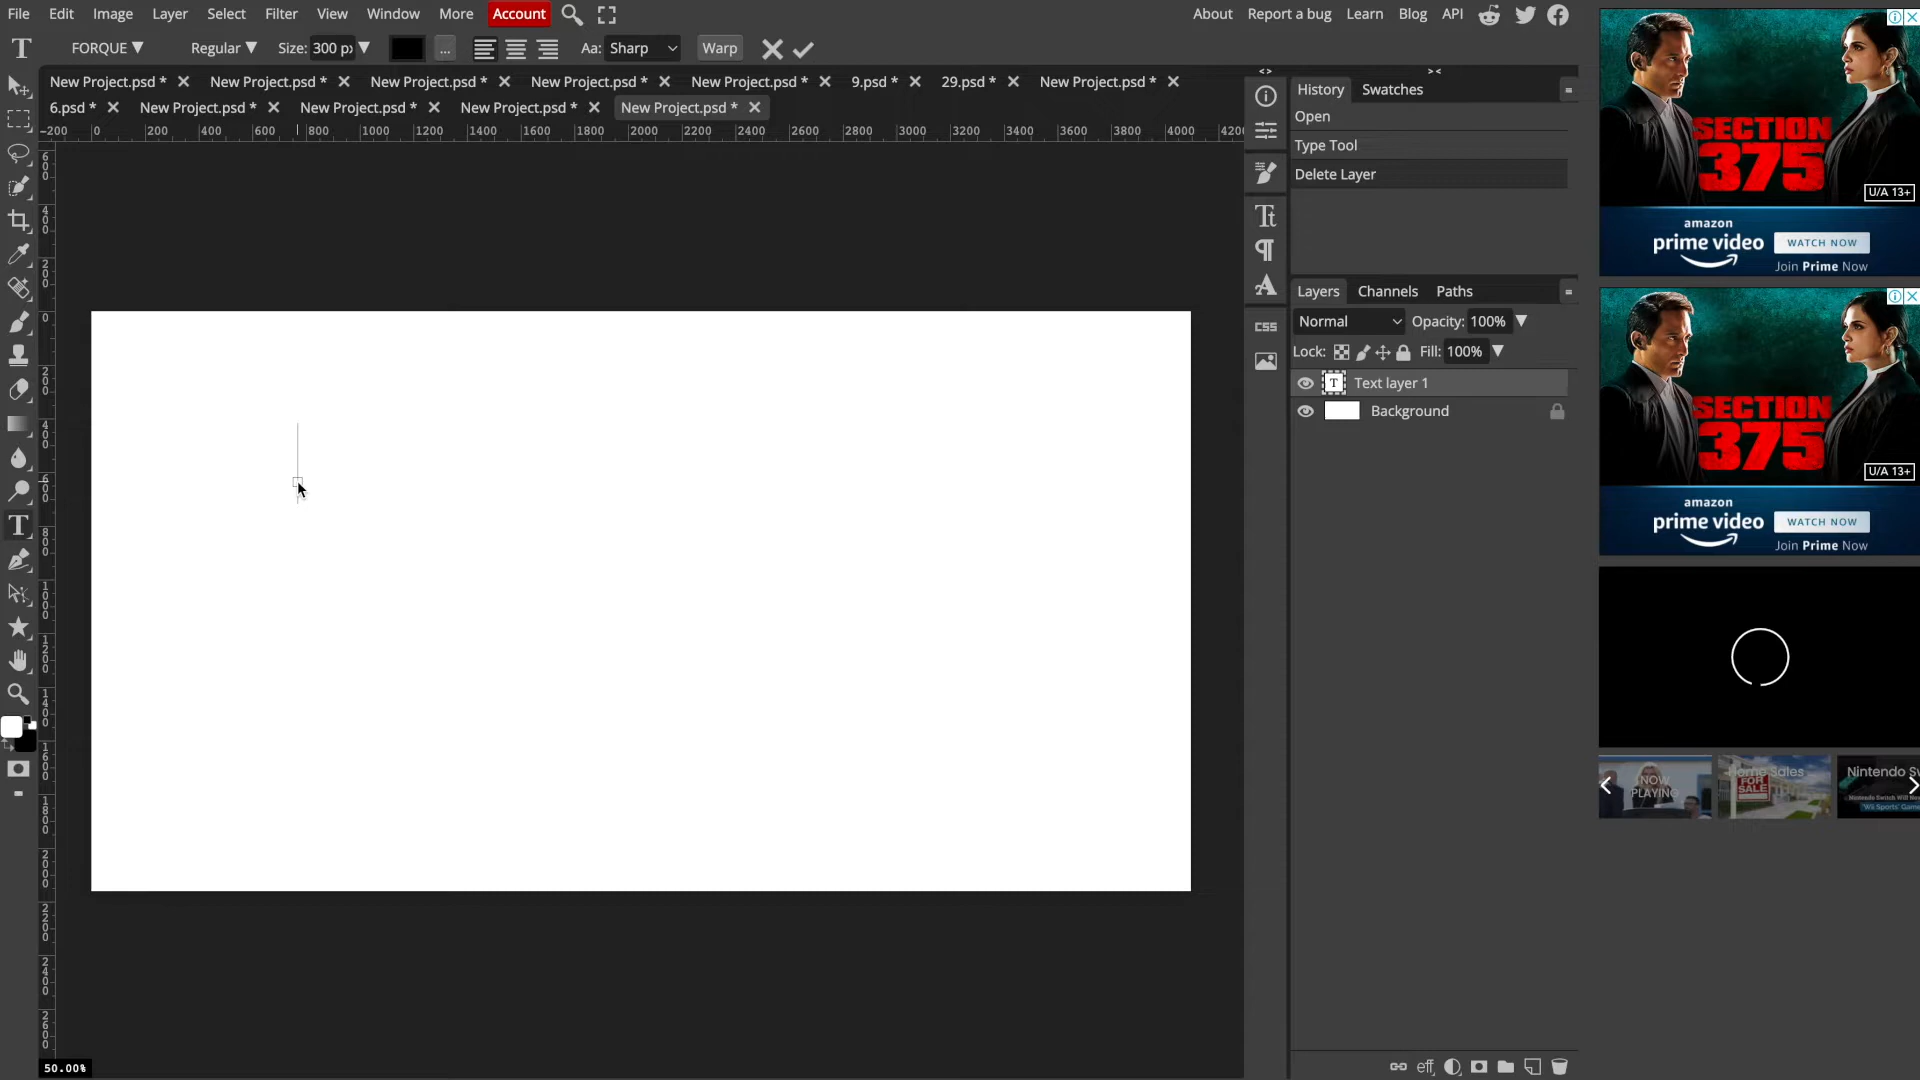 File Edit Image Layer Select Filter View Window More Account About Report a bug Learn Blog API
FORQUE Regular Size: 300 px ... Aa: Sharp Warp
New Project.psd * New Project.psd * New Project.psd * New Project.psd * New Project.psd * 9.psd * 29.psd * New Project.psd *
6.psd * New Project.psd * New Project.psd * New Project.psd * New Project.psd *
-200 0 200 400 600 800 1000 1200 1400 1600 1800 2000 2200 2400 2600 2800 3000 3200 3400 3600 3800 4000 4200
600
400
200
0
200
400
600
800
1000
1200
1400
1600
1800
2000
2200
2400
2600
50.00%
CSS
History Swatches
Open
Type Tool
Delete Layer
Layers Channels Paths
Normal Opacity: 100%
Lock: Fill: 100%
T Text layer 1
Background
eff
SECTION
375
U/A 13+
amazon
prime video WATCH NOW
Join Prime Now
SECTION
375
U/A 13+
amazon
prime video WATCH NOW
Join Prime Now
NOW
PLAYING
Home Sales
FOR
SALE
Nintendo Sw